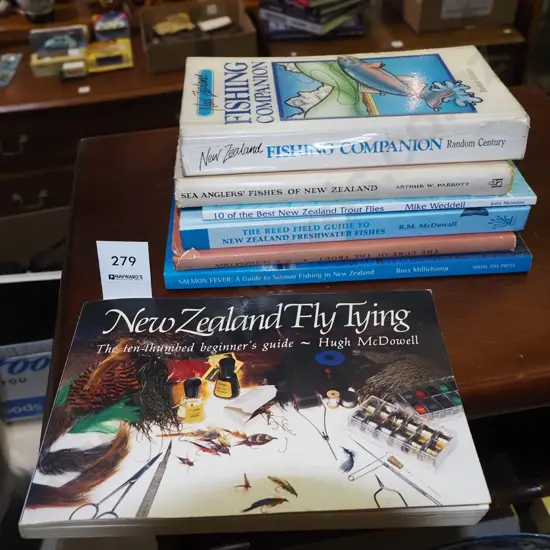 New Zealand
FISHING
COMPANION
New Zealand FISHING COMPANION Random Century
SEA ANGLERS' FISHES OF NEW ZEALAND ARTHUR W. PARROTT
10 of the Best New Zealand Trout Flies Mike Weddell
THE REED FIELD GUIDE TO
NEW ZEALAND FRESHWATER FISHES R.M. McDowall
SALMON FEVER: A Guide to Salmon Fishing in New Zealand Ross Millichamp
279
HAYWARD'S
New Zealand Fly Tying
The ten-thumbed beginner's guide ~ Hugh McDowell
YOU